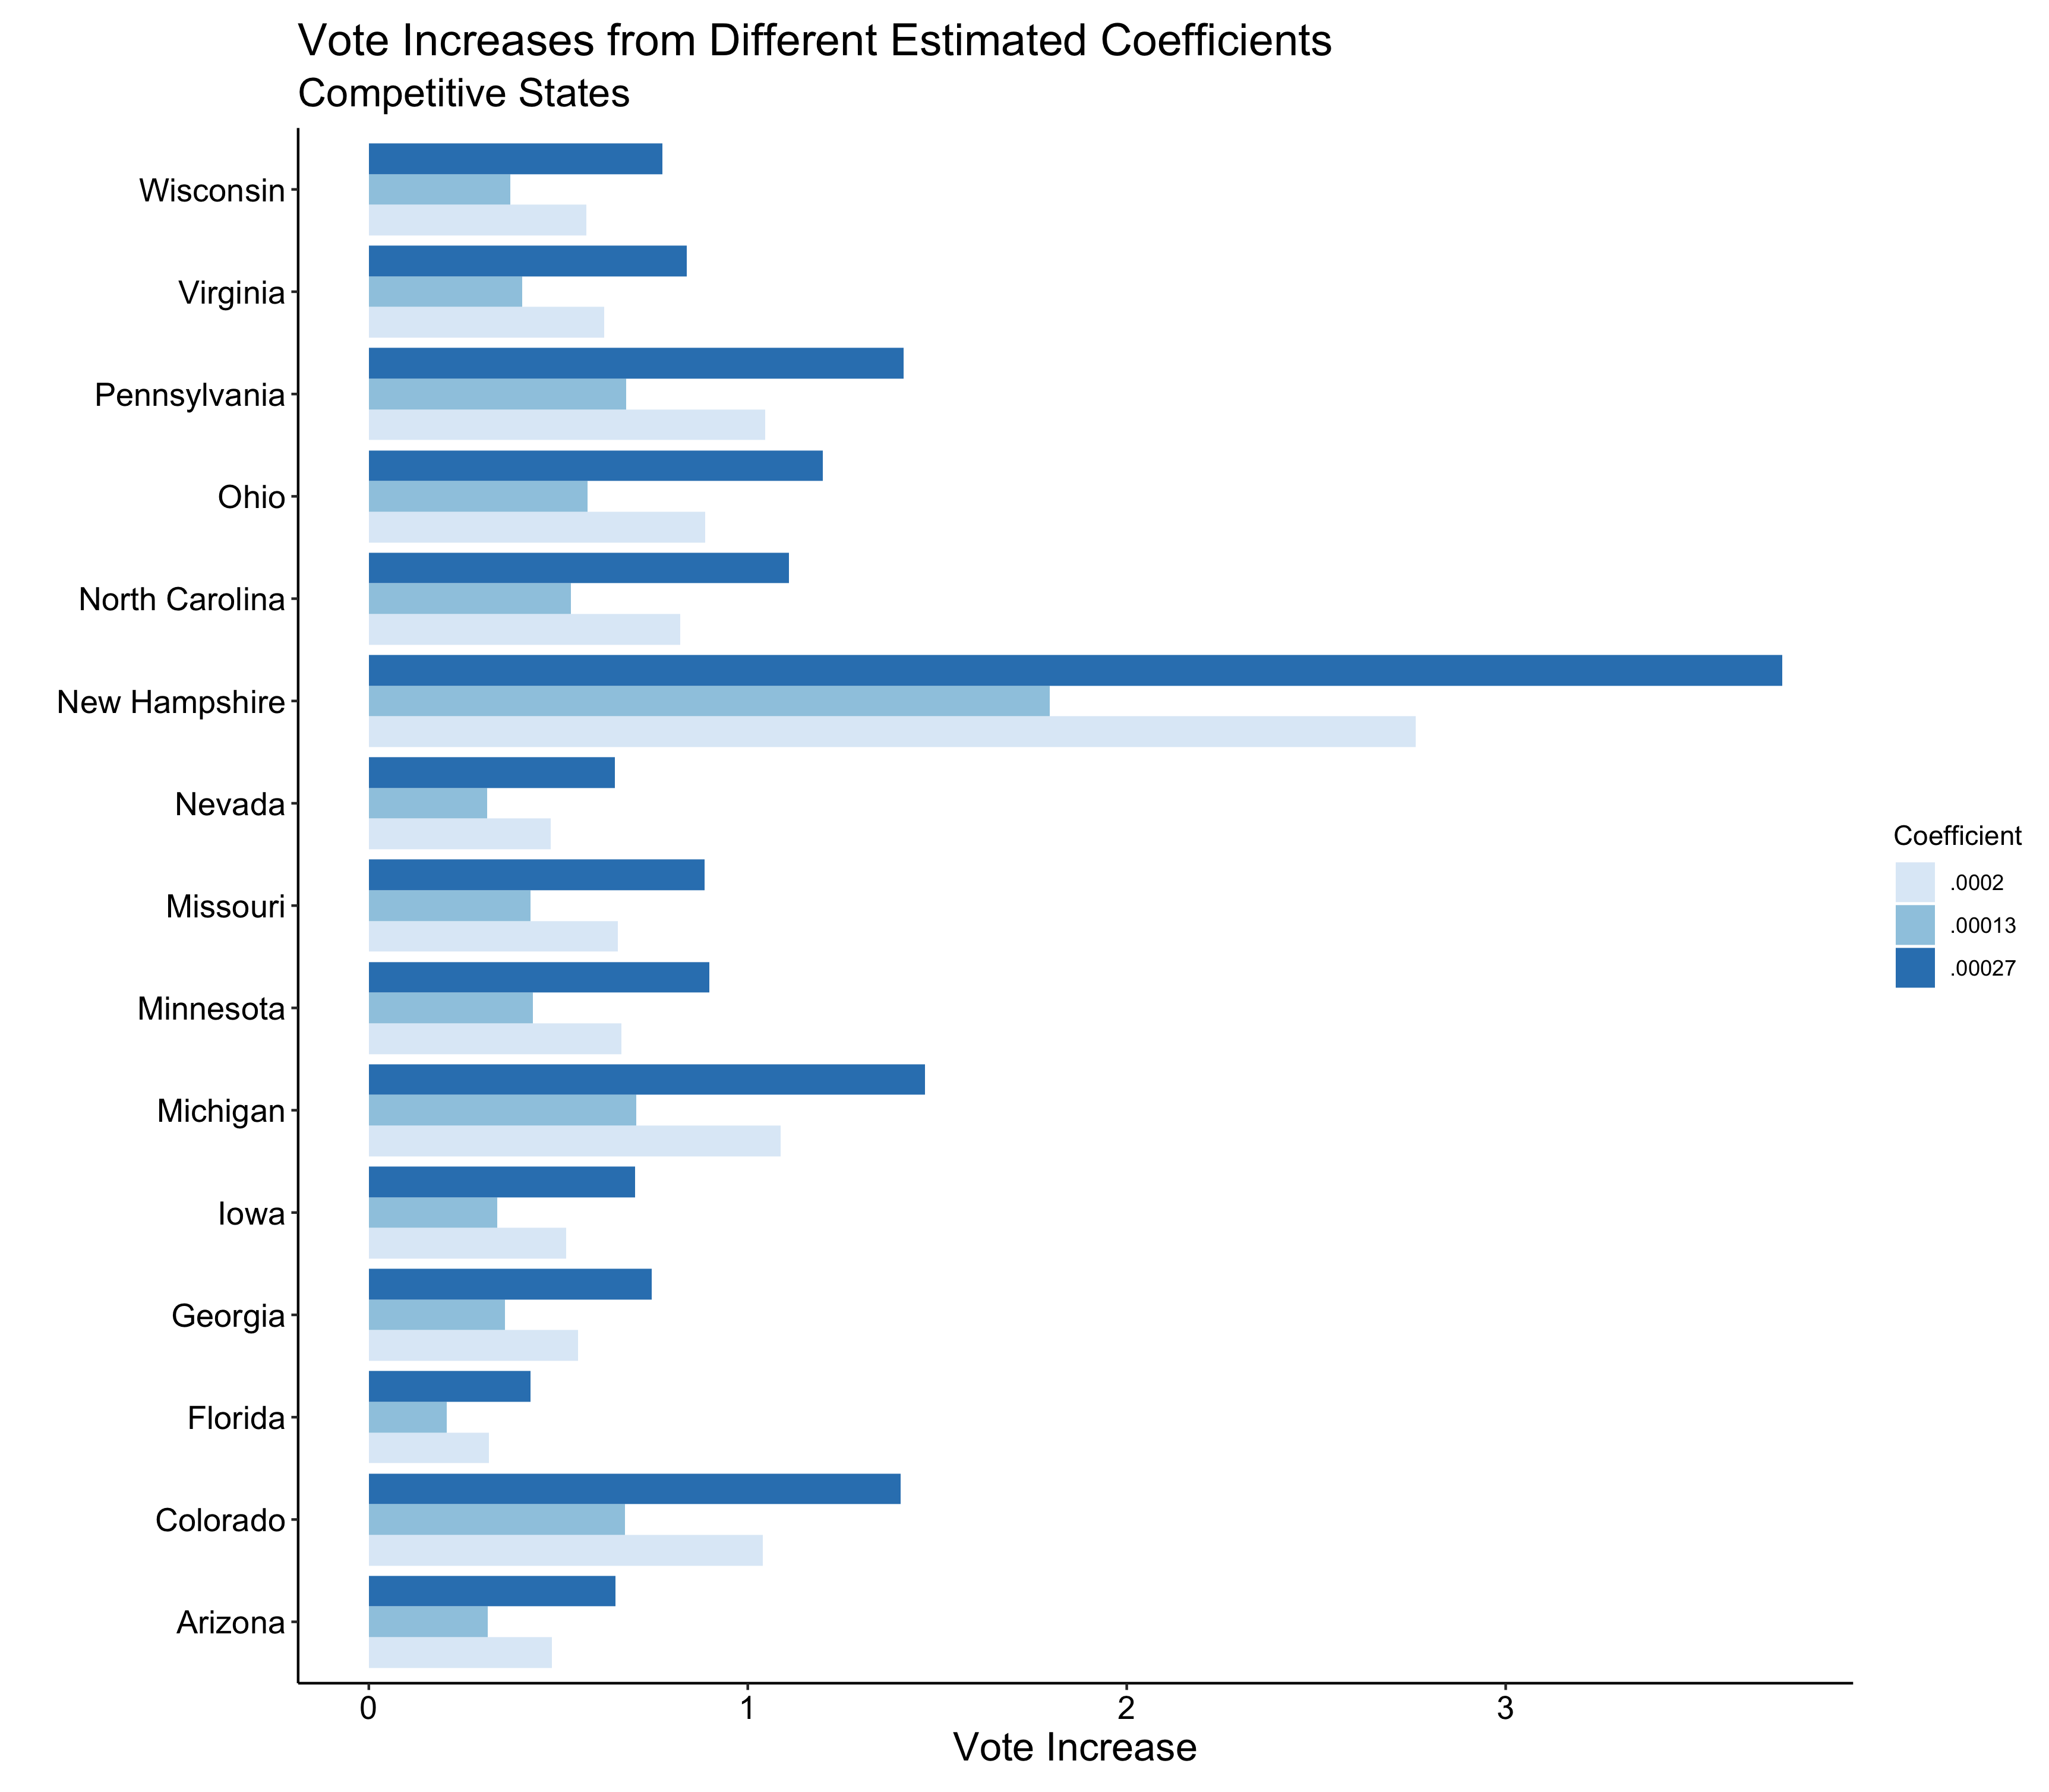 Vote Increases from Different Estimated Coefficients
Competitive States
Wisconsin
Virginia
Pennsylvania
Ohio
North Carolina
New Hampshire
Nevada
Missouri
Minnesota
Michigan
Iowa
Georgia
Florida
Colorado
Arizona
0 1 2 3
Vote Increase
Coefficient
.0002
.00013
.00027